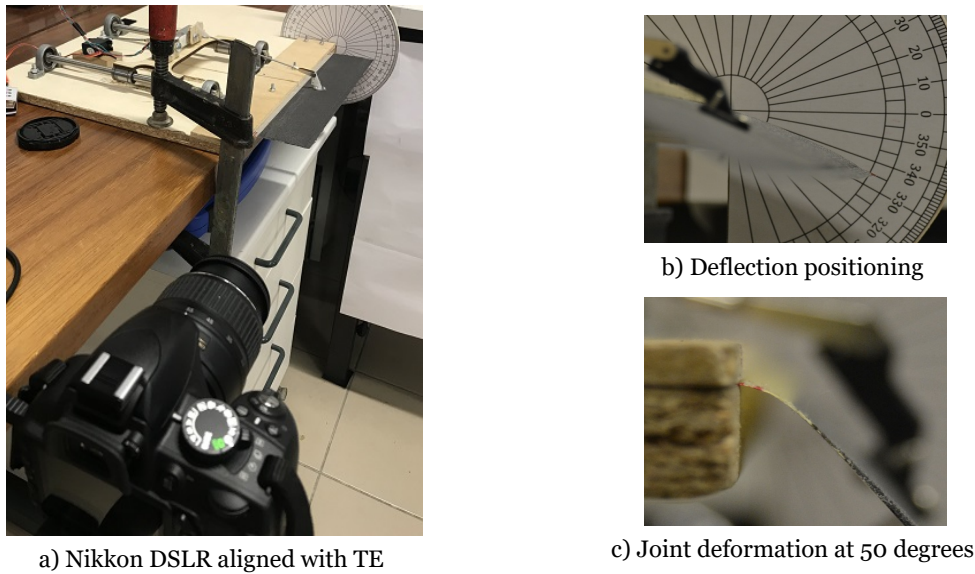 a) Nikkon DSLR aligned with TE
30
20
10
0
350
340
330
320
b) Deflection positioning
c) Joint deformation at 50 degrees